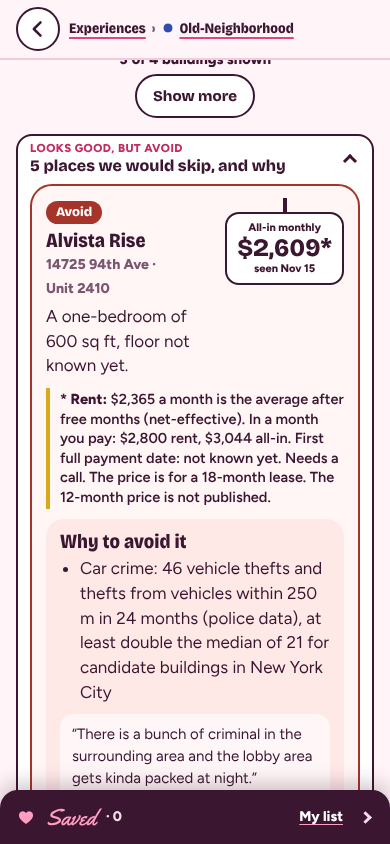 Experiences › Old-Neighborhood
3 of 4 buildings shown
Show more
LOOKS GOOD, BUT AVOID
5 places we would skip, and why
Avoid
Alvista Rise
14725 94th Ave ·
Unit 2410
All-in monthly
$2,609*
seen Nov 15
A one-bedroom of
600 sq ft, floor not
known yet.
* Rent: $2,365 a month is the average after
free months (net-effective). In a month
you pay: $2,800 rent, $3,044 all-in. First
full payment date: not known yet. Needs a
call. The price is for a 18-month lease. The
12-month price is not published.
Why to avoid it
• Car crime: 46 vehicle thefts and
thefts from vehicles within 250
m in 24 months (police data), at
least double the median of 21 for
candidate buildings in New York
City
“There is a bunch of criminal in the
surrounding area and the lobby area
gets kinda packed at night.”
Saved · 0
My list